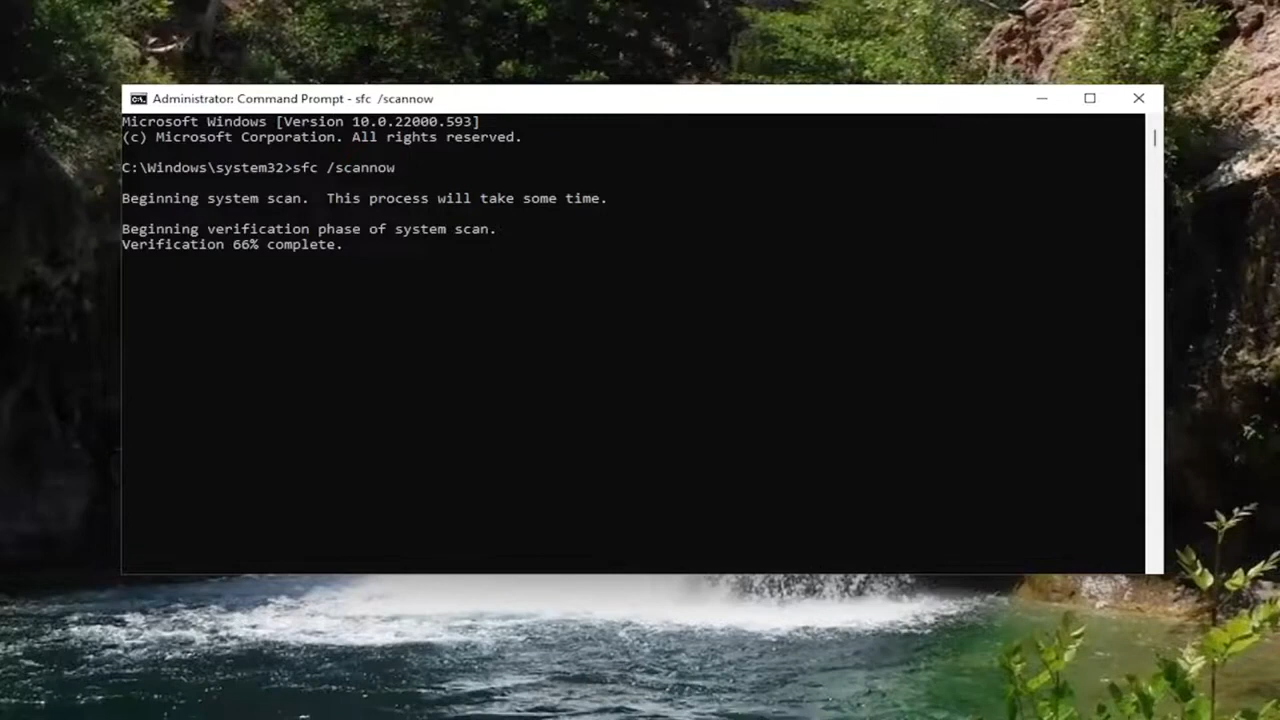 Administrator: Command Prompt - sfc  /scannow
Microsoft Windows [Version 10.0.22000.593]
(c) Microsoft Corporation. All rights reserved.
C:\Windows\system32>sfc /scannow
Beginning system scan.  This process will take some time.
Beginning verification phase of system scan.
Verification 66% complete.